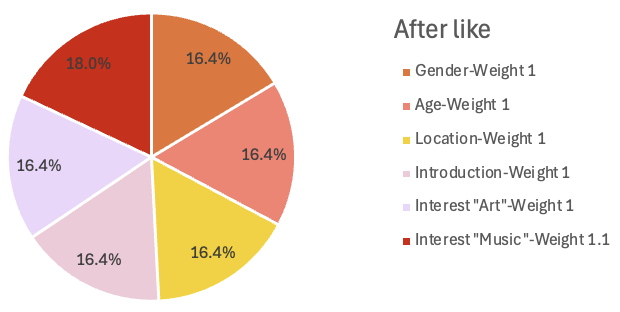 After like
18.0%
16.4%
Gender-Weight 1
Age-Weight 1
Location-Weight 1
16.4%
16.4%
Introduction-Weight 1
Interest "Art"-Weight 1
Interest "Music"-Weight 1.1
16.4%
16.4%